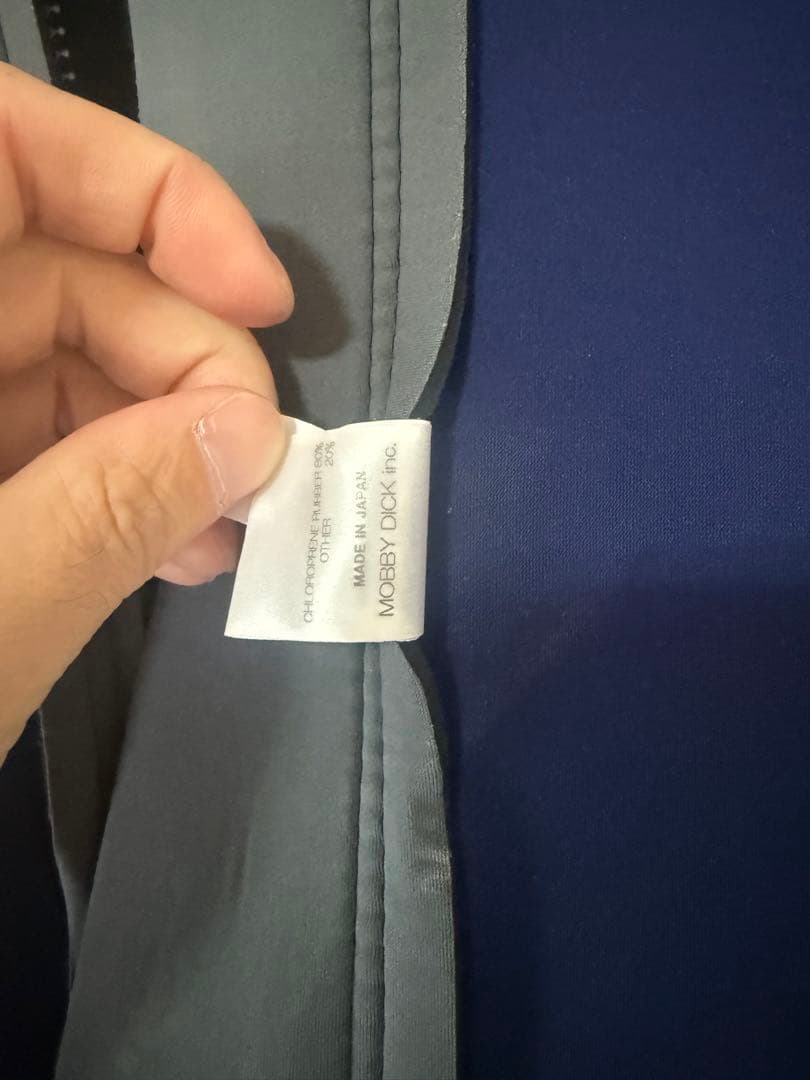 MOBBY DICK inc.
MADE IN JAPAN
CHLOROPRENE RUBBER 80%
OTHER 20%